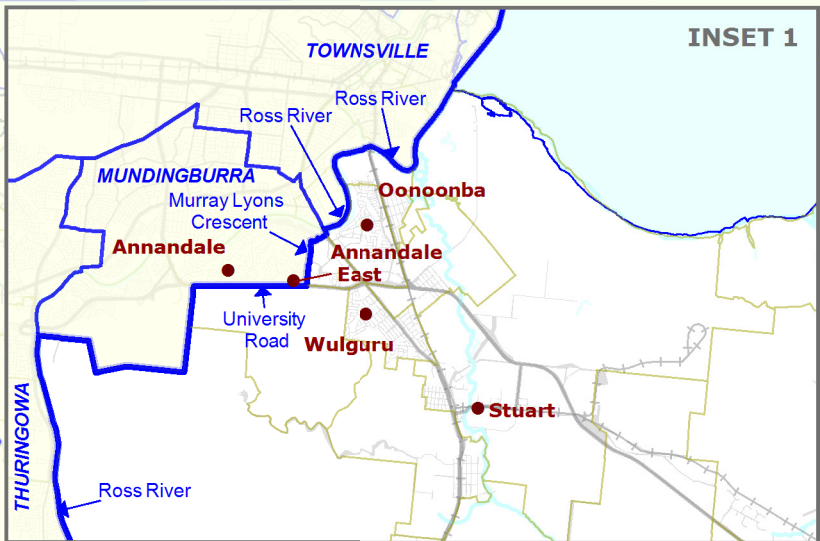 INSET 1
TOWNSVILLE
Ross River
Ross River
MUNDINGBURRA
Murray Lyons
Crescent
Oonoonba
Annandale
Annandale
East
University
Road
Wulguru
Stuart
THURINGOWA
Ross River